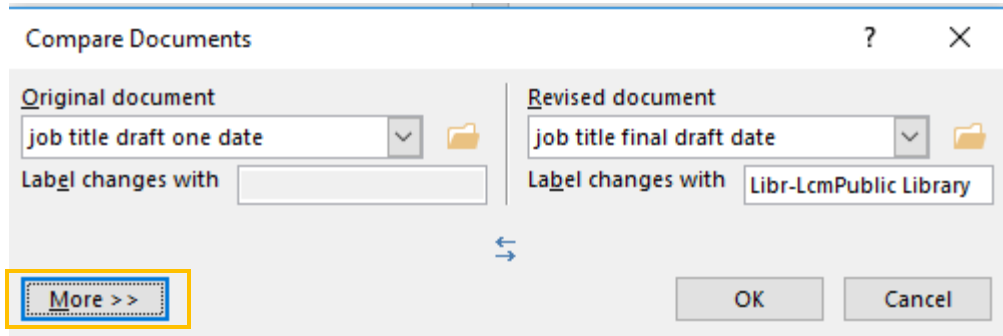 Compare Documents ?
Original document Revised document
job title draft one date job title final draft date
Label changes with Label changes with Libr-LcmPublic Library
More >> OK Cancel